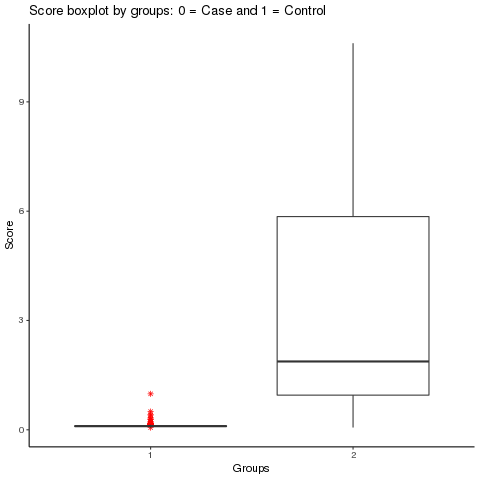 Score boxplot by groups: 0 = Case and 1 = Control
Score
9
6
3
0
1 2
Groups